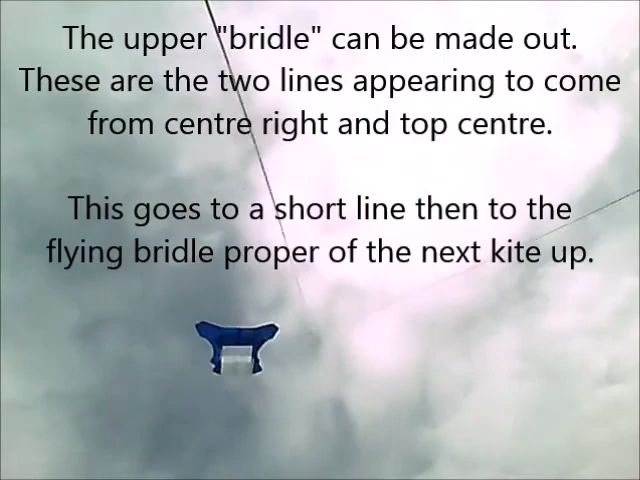 The upper "bridle" can be made out.
These are the two lines appearing to come
from centre right and top centre.
This goes to a short line then to the
flying bridle proper of the next kite up.